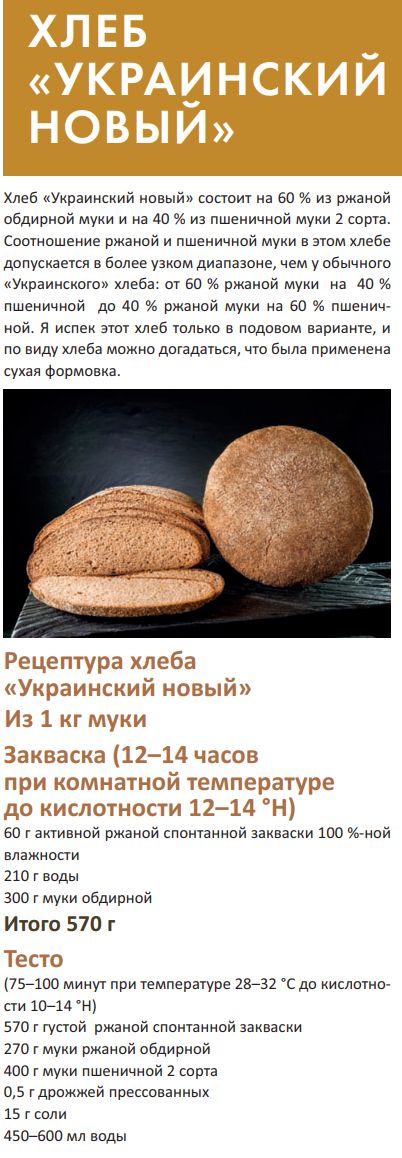 ХЛЕБ
«УКРАИНСКИЙ
НОВЫЙ»
Хлеб «Украинский новый» состоит на 60 % из ржаной
обдирной муки и на 40 % из пшеничной муки 2 сорта.
Соотношение ржаной и пшеничной муки в этом хлебе
допускается в более узком диапазоне, чем у обычного
«Украинского» хлеба: от 60 % ржаной муки на 40 %
пшеничной до 40 % ржаной муки на 60 % пшенич-
ной. Я испек этот хлеб только в подовом варианте, и
по виду хлеба можно догадаться, что была применена
сухая формовка.
Рецептура хлеба
«Украинский новый»
Из 1 кг муки
Закваска (12–14 часов
при комнатной температуре
до кислотности 12–14 °Н)
60 г активной ржаной спонтанной закваски 100 %-ной
влажности
210 г воды
300 г муки обдирной
Итого 570 г
Тесто
(75–100 минут при температуре 28–32 °С до кислотно-
сти 10–14 °Н)
570 г густой ржаной спонтанной закваски
270 г муки ржаной обдирной
400 г муки пшеничной 2 сорта
0,5 г дрожжей прессованных
15 г соли
450–600 мл воды